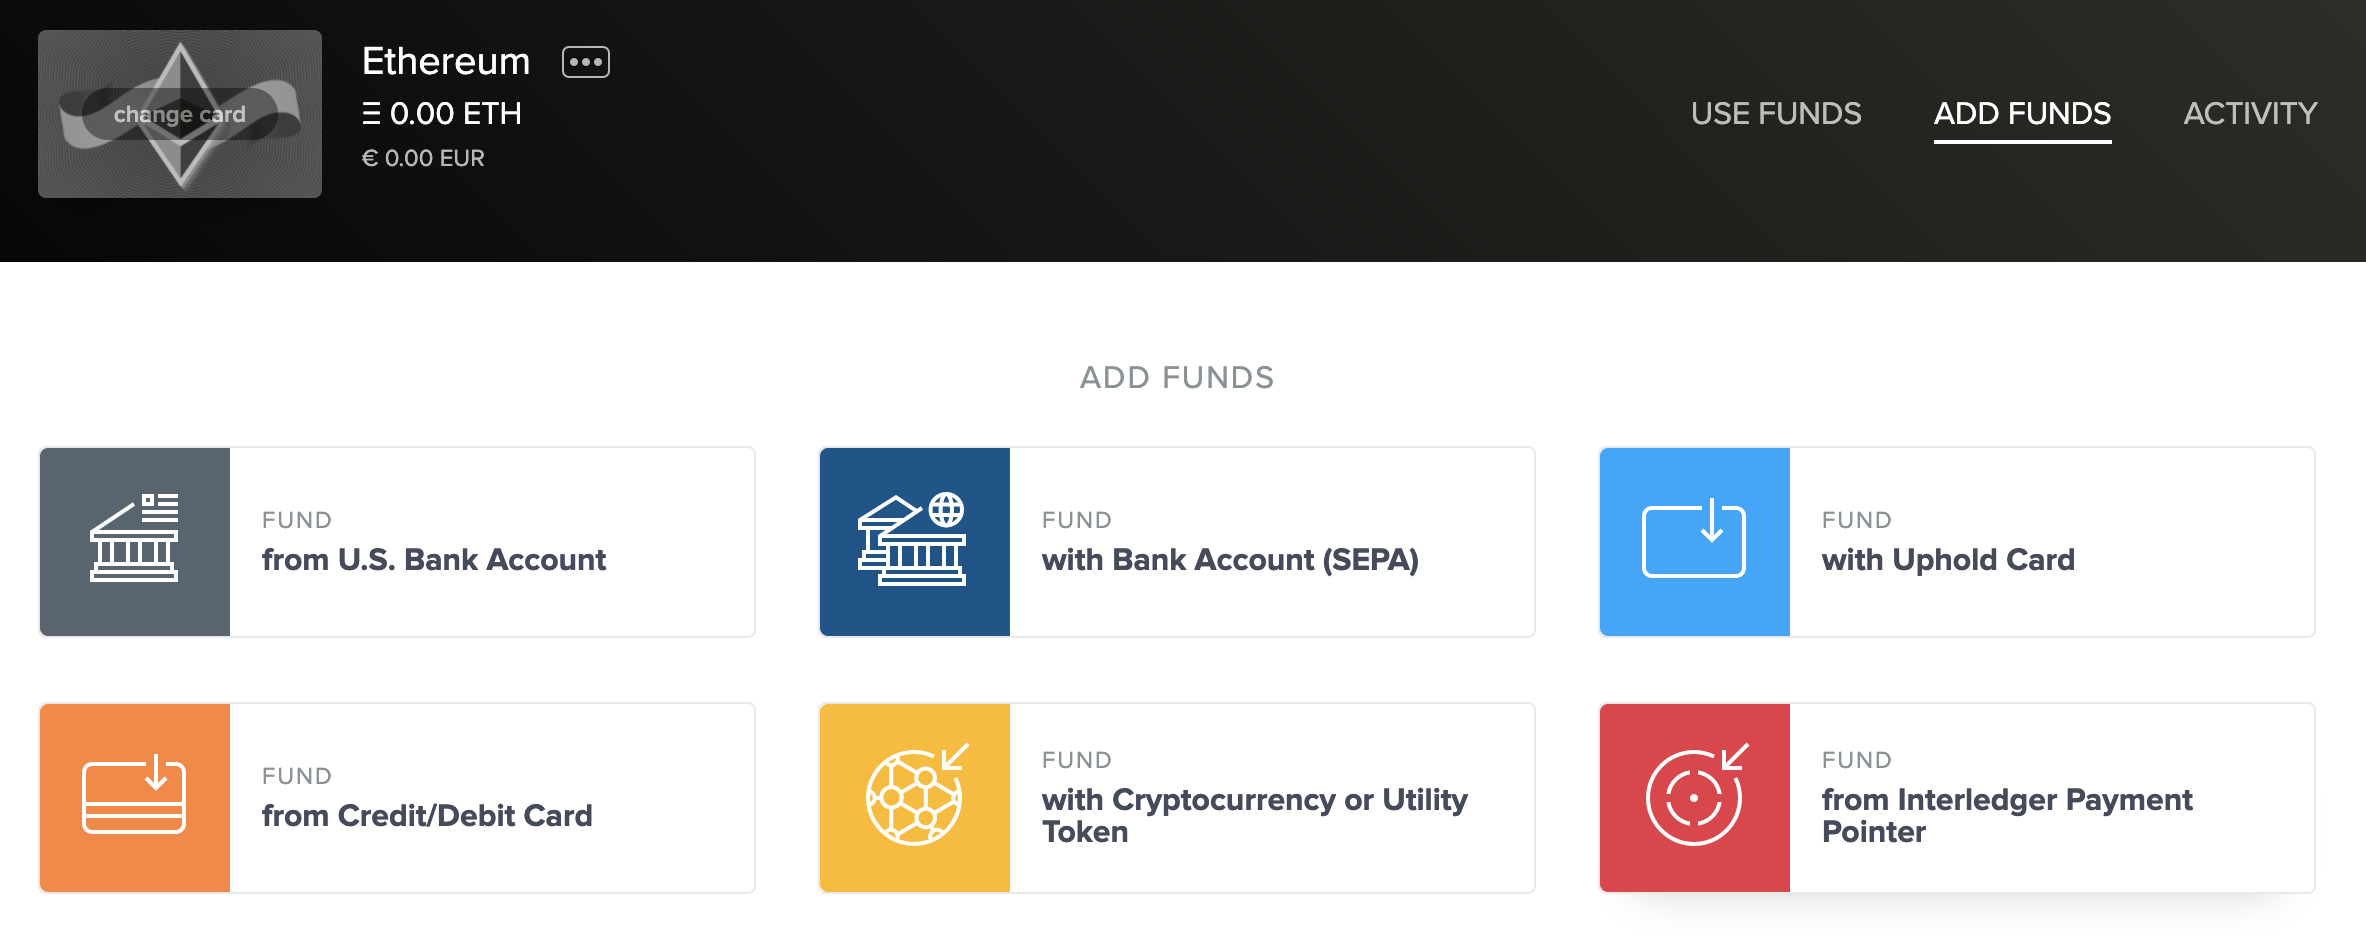 change card
Ethereum
Ξ 0.00 ETH
€ 0.00 EUR
USE FUNDS
ADD FUNDS
ACTIVITY
ADD FUNDS
FUND
from U.S. Bank Account
FUND
with Bank Account (SEPA)
FUND
with Uphold Card
FUND
from Credit/Debit Card
FUND
with Cryptocurrency or Utility
Token
FUND
from Interledger Payment
Pointer